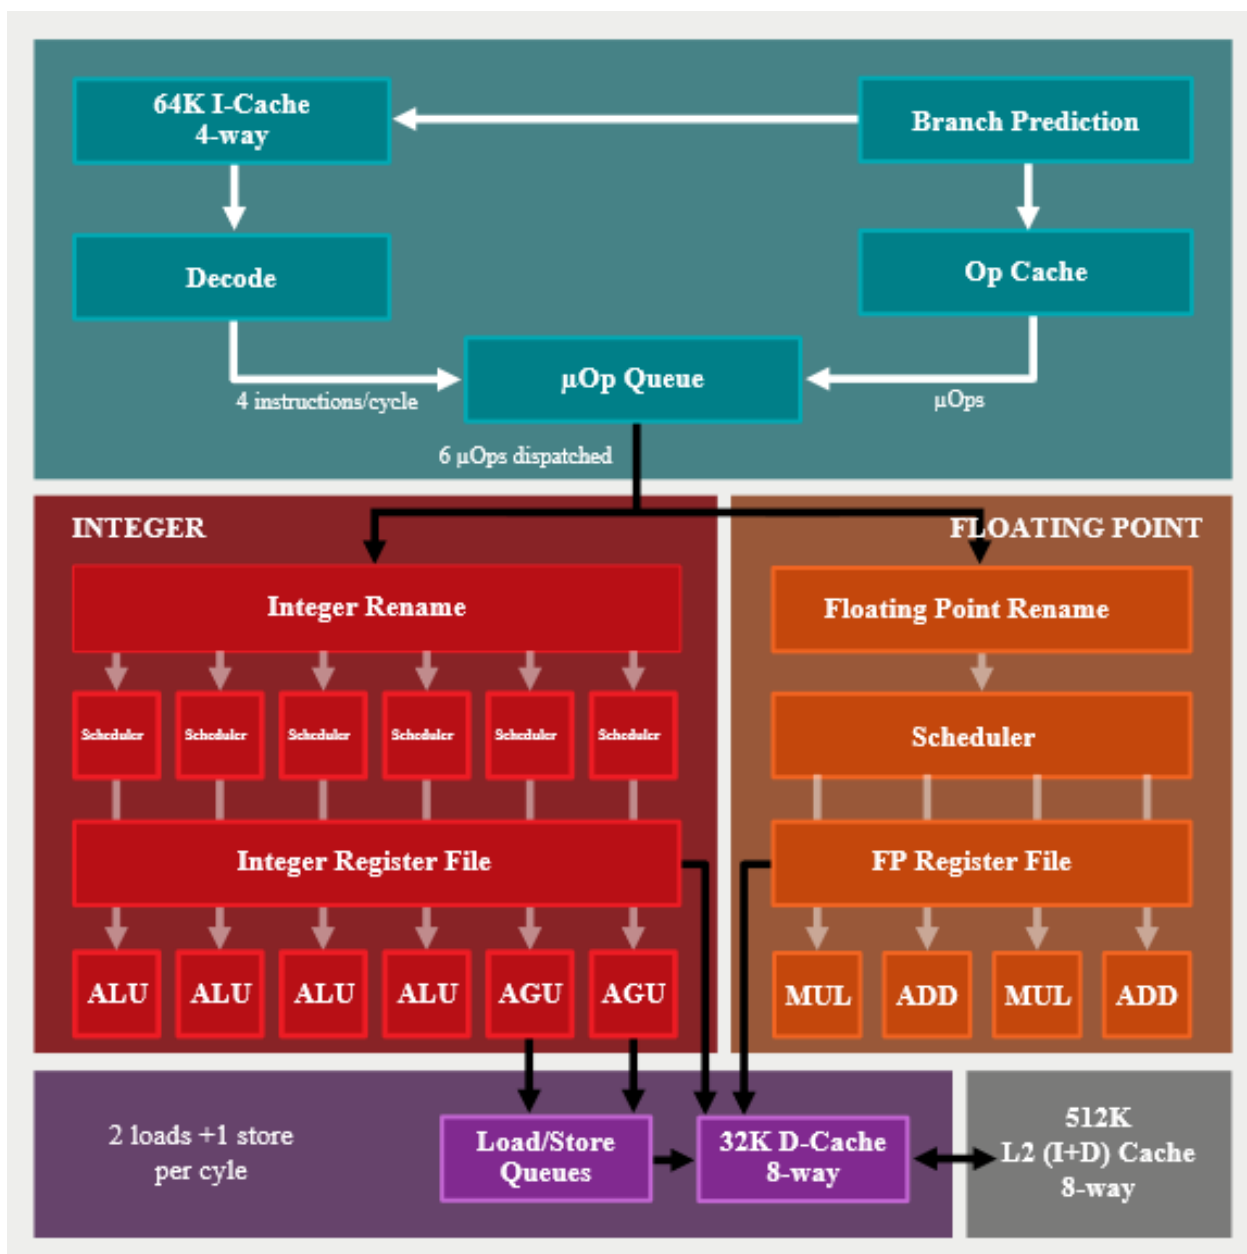 64K I-Cache
4-way
Branch Prediction
Decode
Op Cache
µOp Queue
4 instructions/cycle
µOps
6 µOps dispatched
INTEGER
FLOATING POINT
Integer Rename
Floating Point Rename
Scheduler
Scheduler
Scheduler
Scheduler
Scheduler
Scheduler
Scheduler
Integer Register File
FP Register File
ALU
ALU
ALU
ALU
AGU
AGU
MUL
ADD
MUL
ADD
2 loads +1 store
per cyle
Load/Store
Queues
32K D-Cache
8-way
512K
L2 (I+D) Cache
8-way